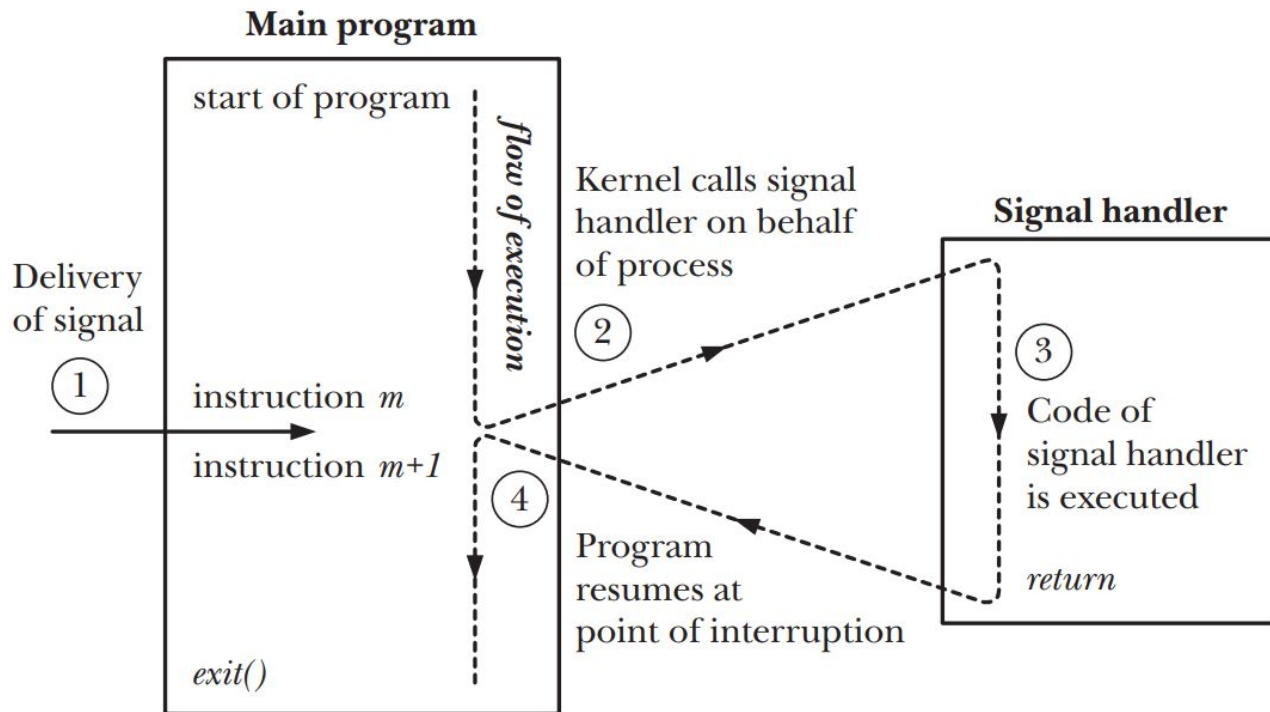 Main program
start of program
flow of execution
Kernel calls signal
handler on behalf
of process
2
Signal handler
Delivery
of signal
1
instruction m
instruction m+1
3
Code of
signal handler
is executed
return
4
Program
resumes at
point of interruption
exit()